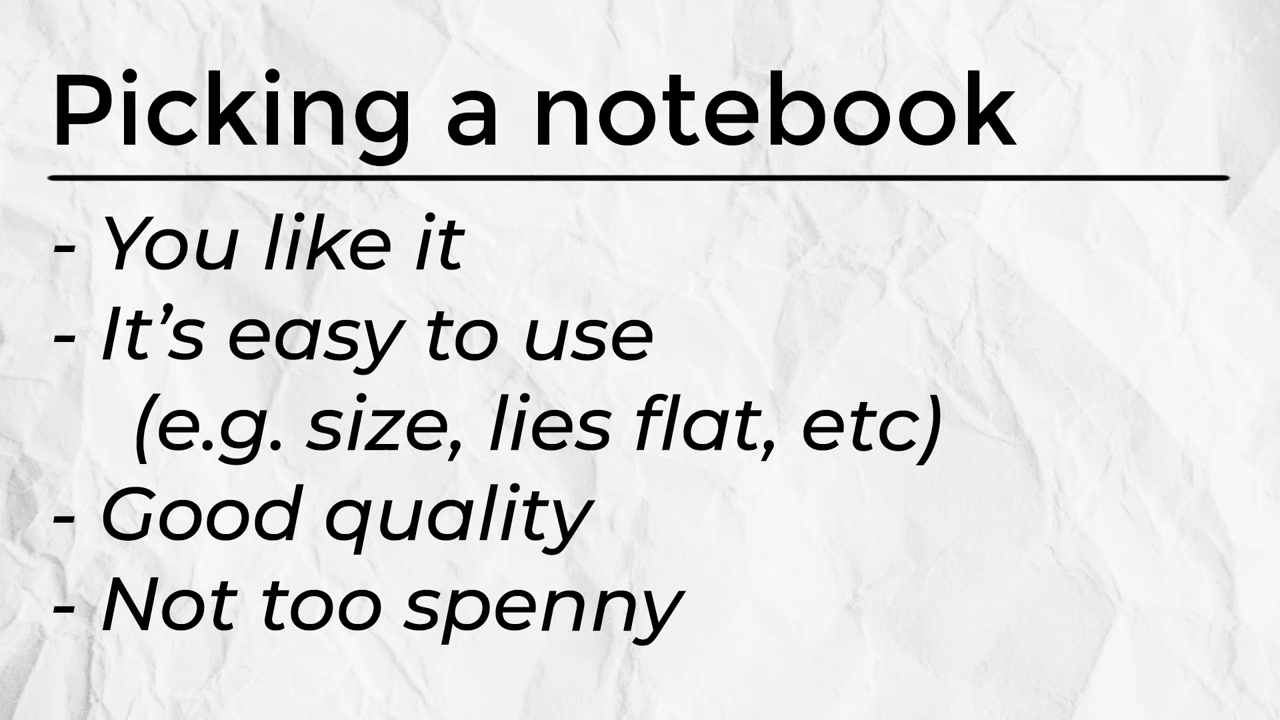 Picking a notebook
- You like it
- It’s easy to use
(e.g. size, lies flat, etc)
- Good quality
- Not too spenny